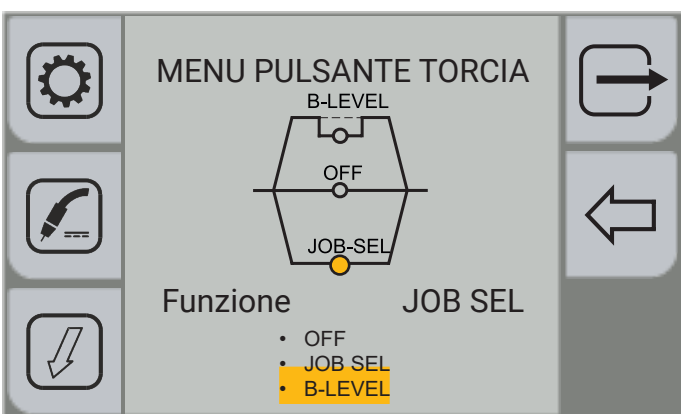 MENU PULSANTE TORCIA
B-LEVEL
OFF
JOB-SEL
Funzione JOB SEL
• OFF
• JOB SEL
• B-LEVEL